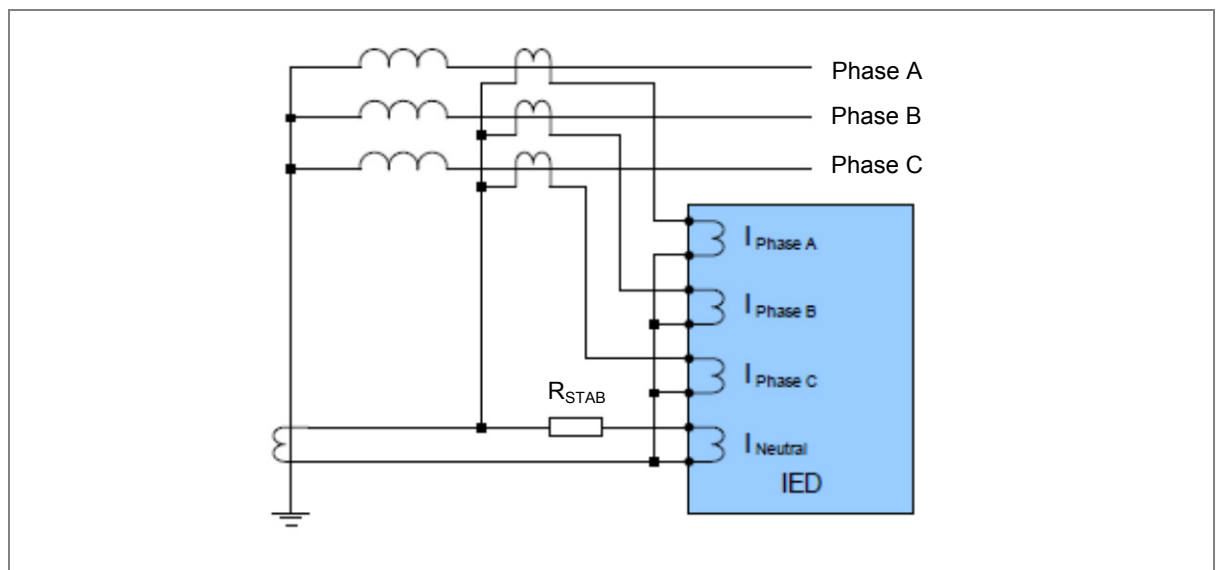 Phase A
Phase B
Phase C
I Phase A
I Phase B
I Phase C
RSTAB
I Neutral
IED